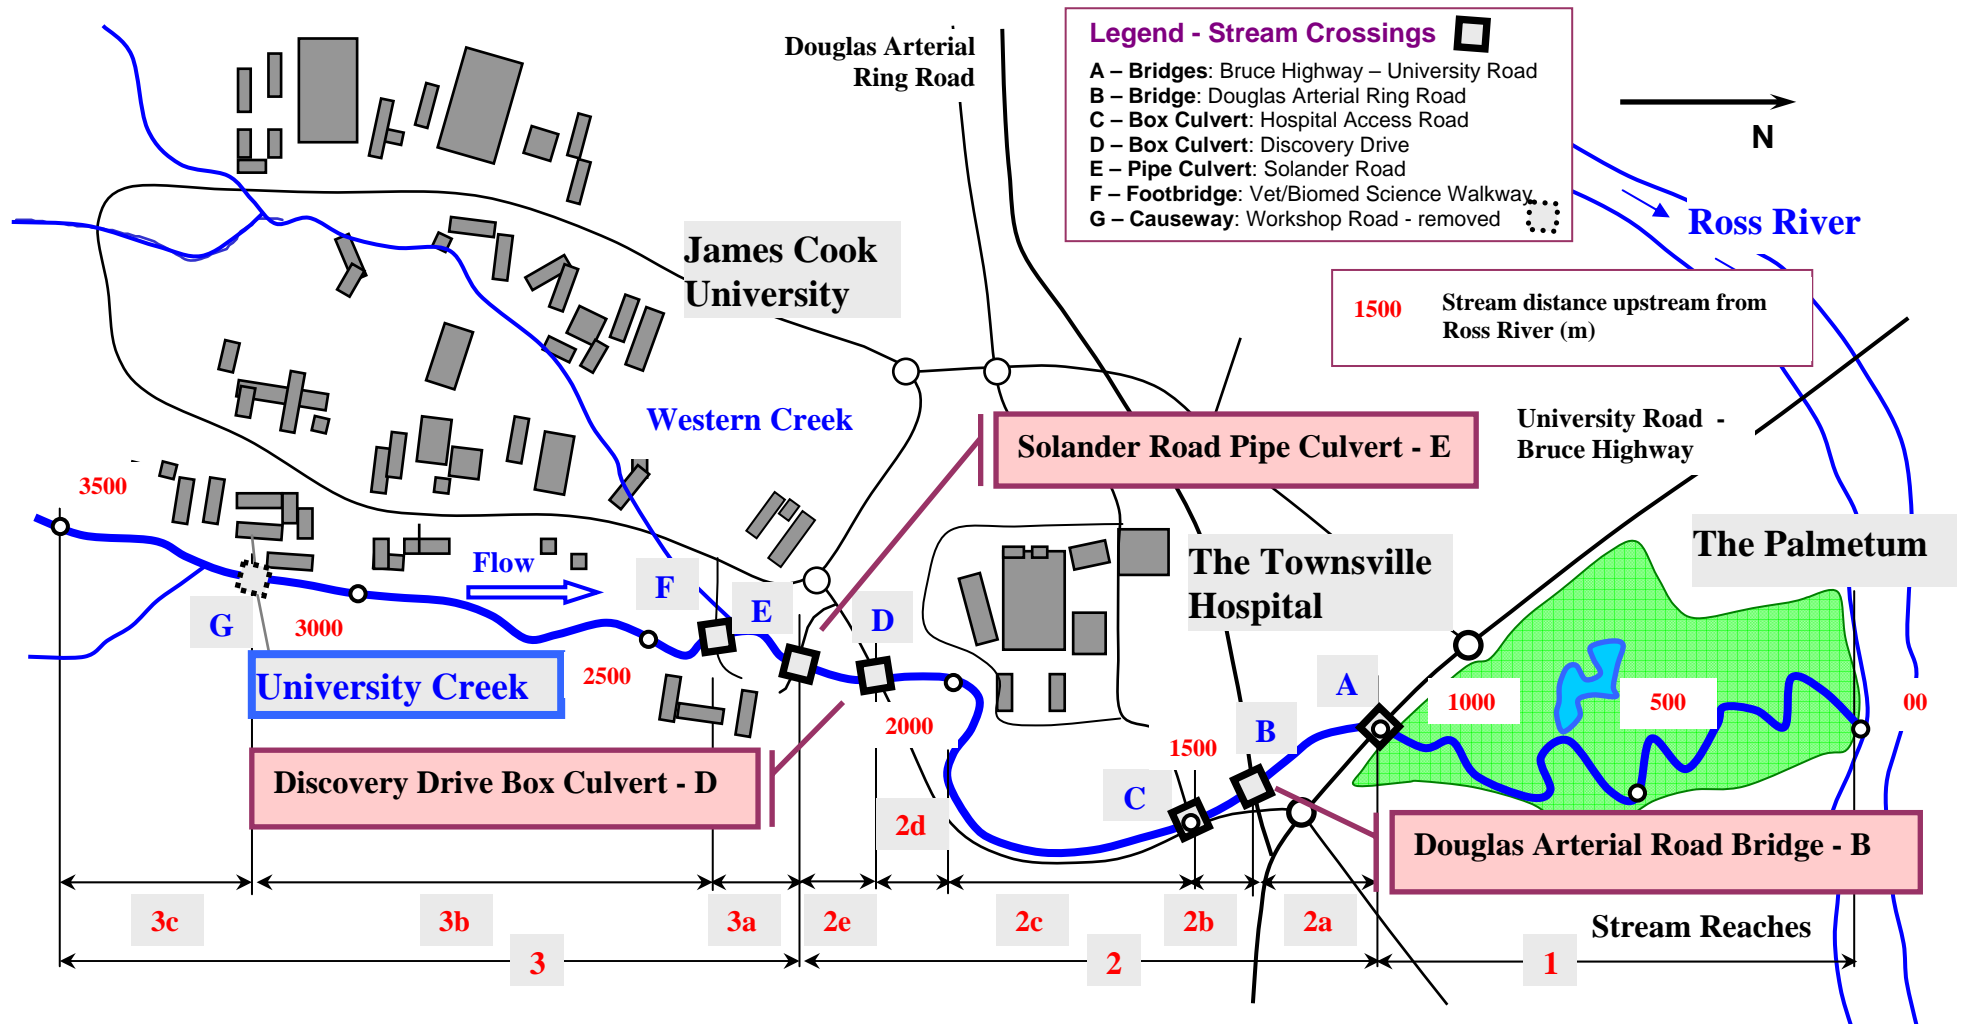 Douglas Arterial
Ring Road
Legend - Stream Crossings
A – Bridges: Bruce Highway – University Road
B – Bridge: Douglas Arterial Ring Road
C – Box Culvert: Hospital Access Road
D – Box Culvert: Discovery Drive
E – Pipe Culvert: Solander Road
F – Footbridge: Vet/Biomed Science Walkway
G – Causeway: Workshop Road - removed
N
Ross River
1500 Stream distance upstream from
Ross River (m)
James Cook
University
Western Creek
University Road -
Bruce Highway
Solander Road Pipe Culvert - E
3500
Flow
The Townsville
Hospital
The Palmetum
F
E
D
G
3000
2500
University Creek
A
1000
500
00
2000
1500
B
Discovery Drive Box Culvert - D
C
2d
Douglas Arterial Road Bridge - B
3c
3b
3a
2e
2c
2b
2a
Stream Reaches
3
2
1